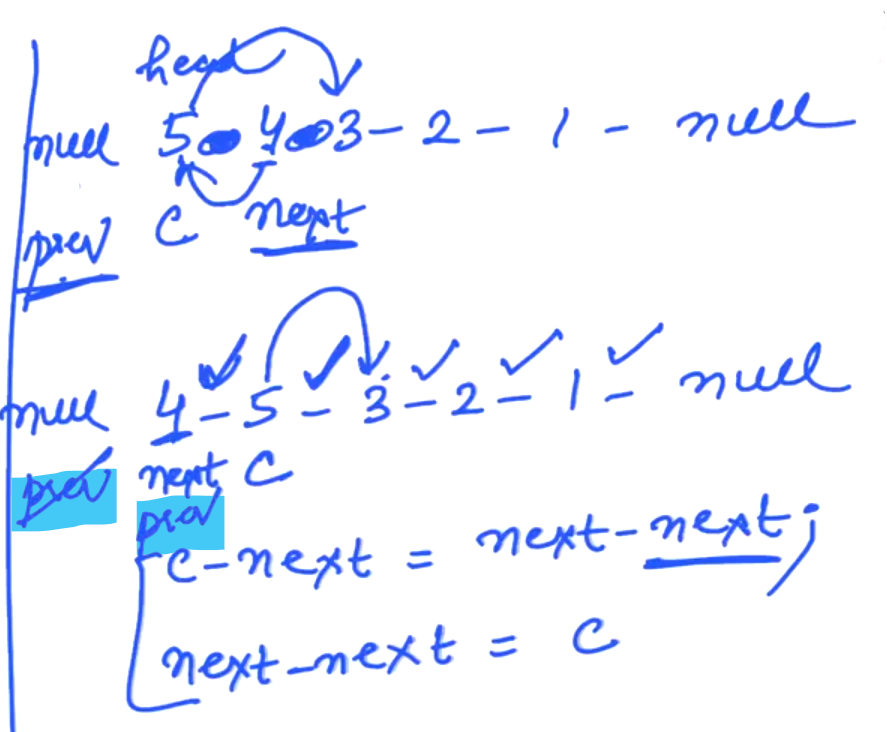 head
null 5 4 3 - 2 - 1 - null
prev c next
null 4 - 5 - 3 - 2 - 1 - null
prev next c
prev
c-next = next-next;
next-next = c